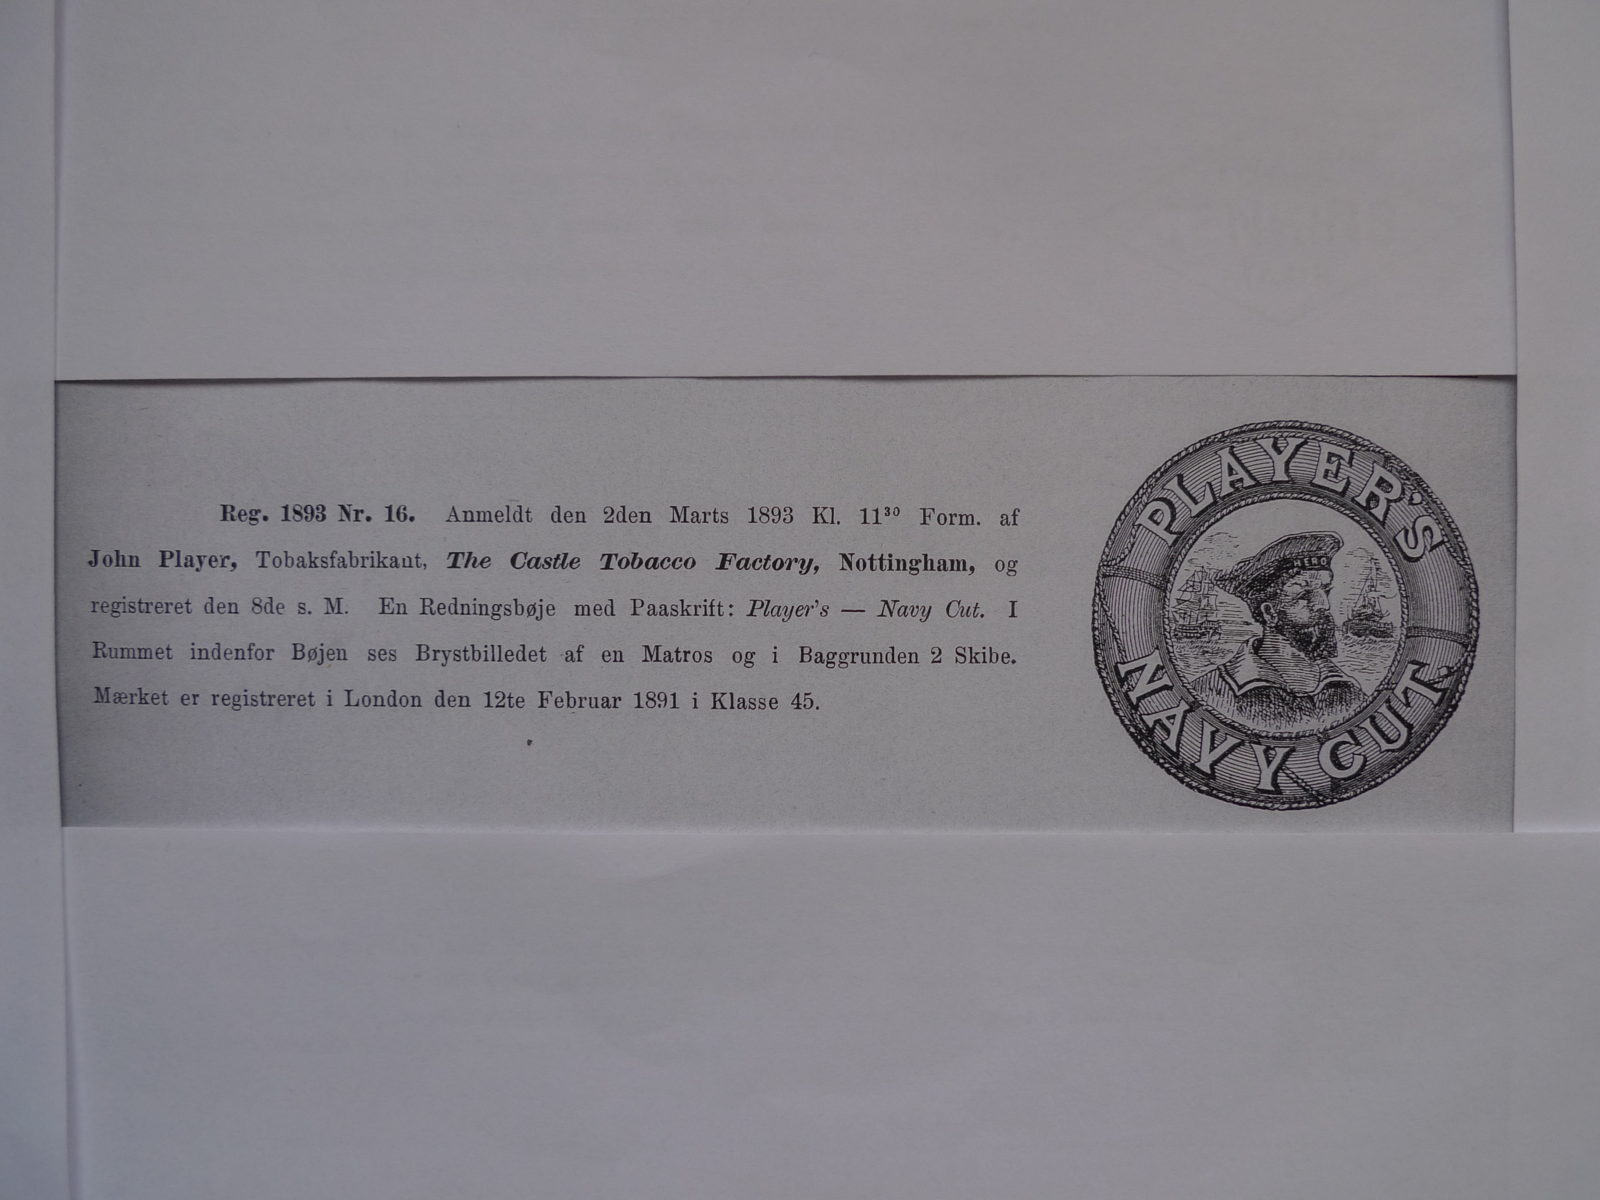 Reg. 1893 Nr. 16. Anmeldt den 2den Marts 1893 Kl. 11³⁰ Form. af
John Player, Tobaksfabrikant, The Castle Tobacco Factory, Nottingham, og
registreret den 8de s. M. En Redningsbøje med Paaskrift: Player's — Navy Cut. I
Rummet indenfor Bøjen ses Brystbilledet af en Matros og i Baggrunden 2 Skibe.
Mærket er registreret i London den 12te Februar 1891 i Klasse 45.
PLAYER'S
HERO
NAVY CUT.